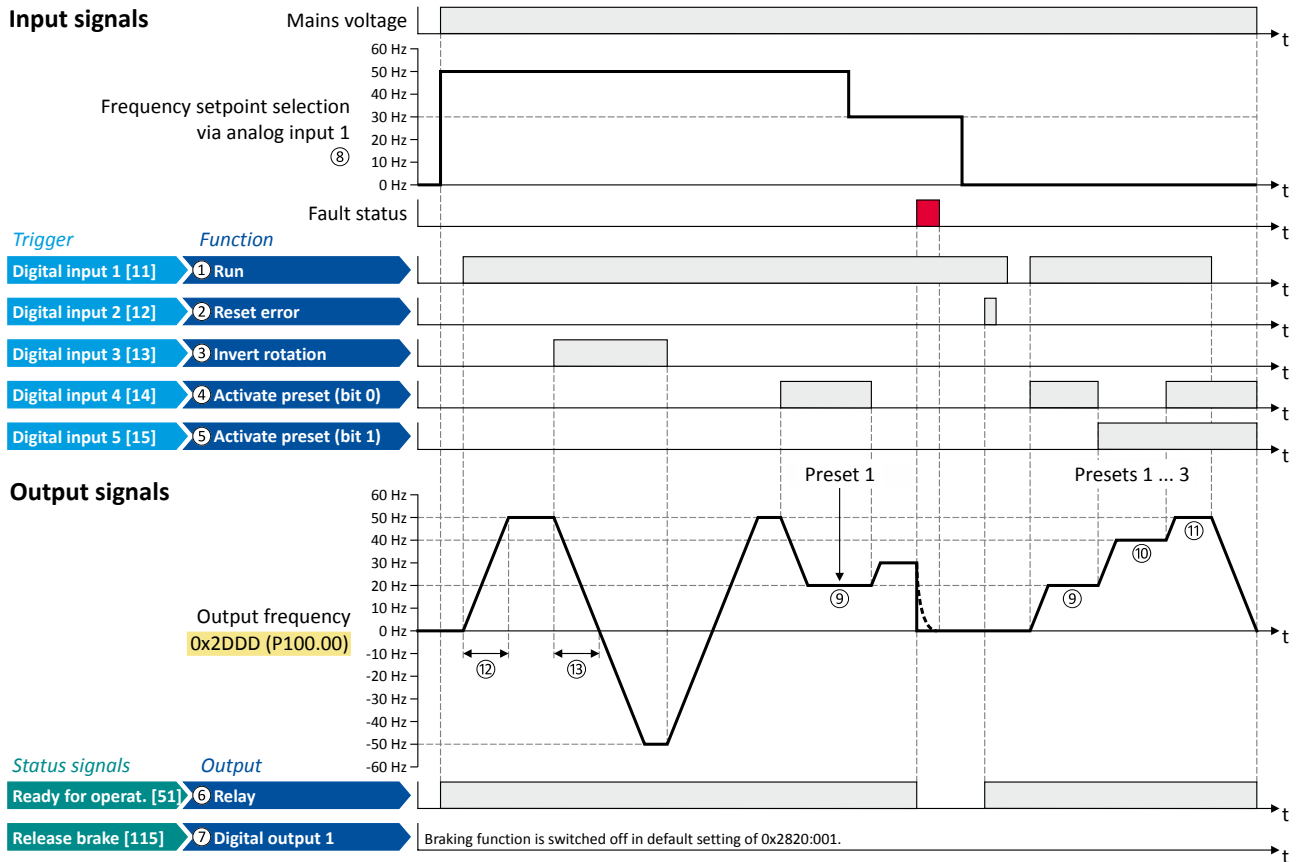 Input signals
Mains voltage
t
60 Hz
50 Hz
40 Hz
30 Hz
20 Hz
10 Hz
0 Hz
Frequency setpoint selection
via analog input 1
⑧
t
Fault status
t
Trigger Function
Digital input 1 [11] ① Run
t
Digital input 2 [12] ② Reset error
t
Digital input 3 [13] ③ Invert rotation
t
Digital input 4 [14] ④ Activate preset (bit 0)
t
Digital input 5 [15] ⑤ Activate preset (bit 1)
t
Output signals
Preset 1
Presets 1 ... 3
60 Hz
50 Hz
40 Hz
30 Hz
20 Hz
10 Hz
0 Hz
-10 Hz
-20 Hz
-30 Hz
-40 Hz
-50 Hz
-60 Hz
Output frequency
0x2DDD (P100.00)
⑨
⑨
⑩
⑪
⑫
⑬
t
Status signals Output
Ready for operat. [51] ⑥ Relay
t
Release brake [115] ⑦ Digital output 1
Braking function is switched off in default setting of 0x2820:001.
t